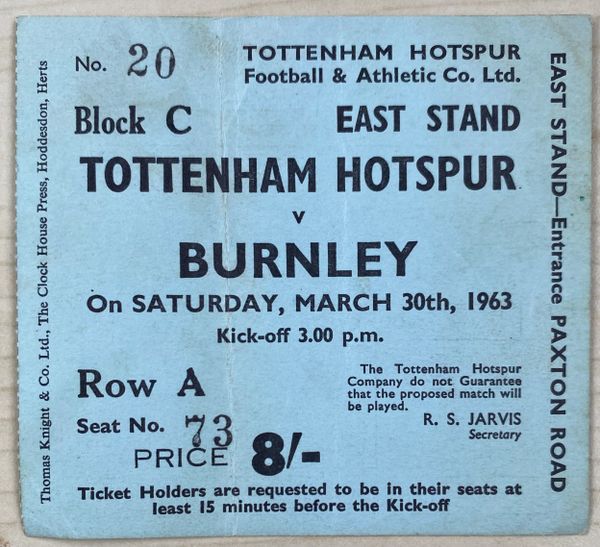 No. 20
TOTTENHAM HOTSPUR
Football & Athletic Co. Ltd.
Block C
EAST STAND
TOTTENHAM HOTSPUR
v
BURNLEY
On SATURDAY, MARCH 30th, 1963
Kick-off 3.00 p.m.
Row A
Seat No. 73
PRICE 8/-
The Tottenham Hotspur
Company do not Guarantee
that the proposed match will
be played.
R. S. JARVIS
Secretary
Ticket Holders are requested to be in their seats at
least 15 minutes before the Kick-off
EAST STAND—Entrance PAXTON ROAD
Thomas Knight & Co. Ltd., The Clock House Press, Hoddesdon, Herts